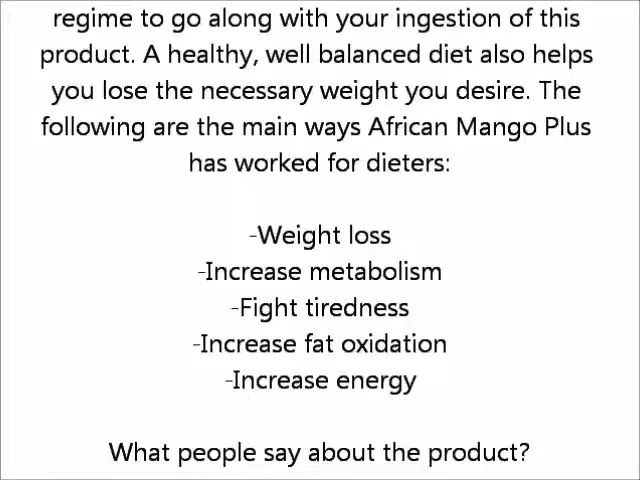 regime to go along with your ingestion of this
product. A healthy, well balanced diet also helps
you lose the necessary weight you desire. The
following are the main ways African Mango Plus
has worked for dieters:
-Weight loss
-Increase metabolism
-Fight tiredness
-Increase fat oxidation
-Increase energy
What people say about the product?